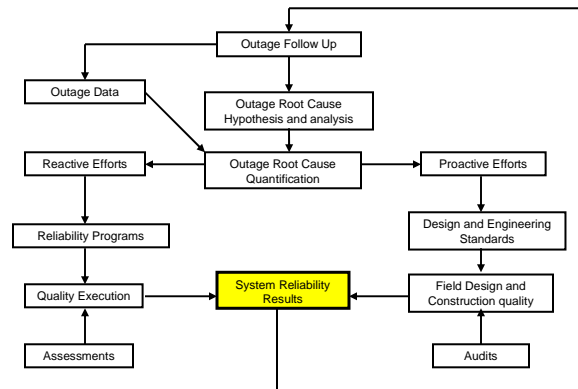 Outage Follow Up
Outage Data
Outage Root Cause
Hypothesis and analysis
Reactive Efforts
Outage Root Cause
Quantification
Proactive Efforts
Reliability Programs
Design and Engineering
Standards
Quality Execution
System Reliability
Results
Field Design and
Construction quality
Assessments
Audits